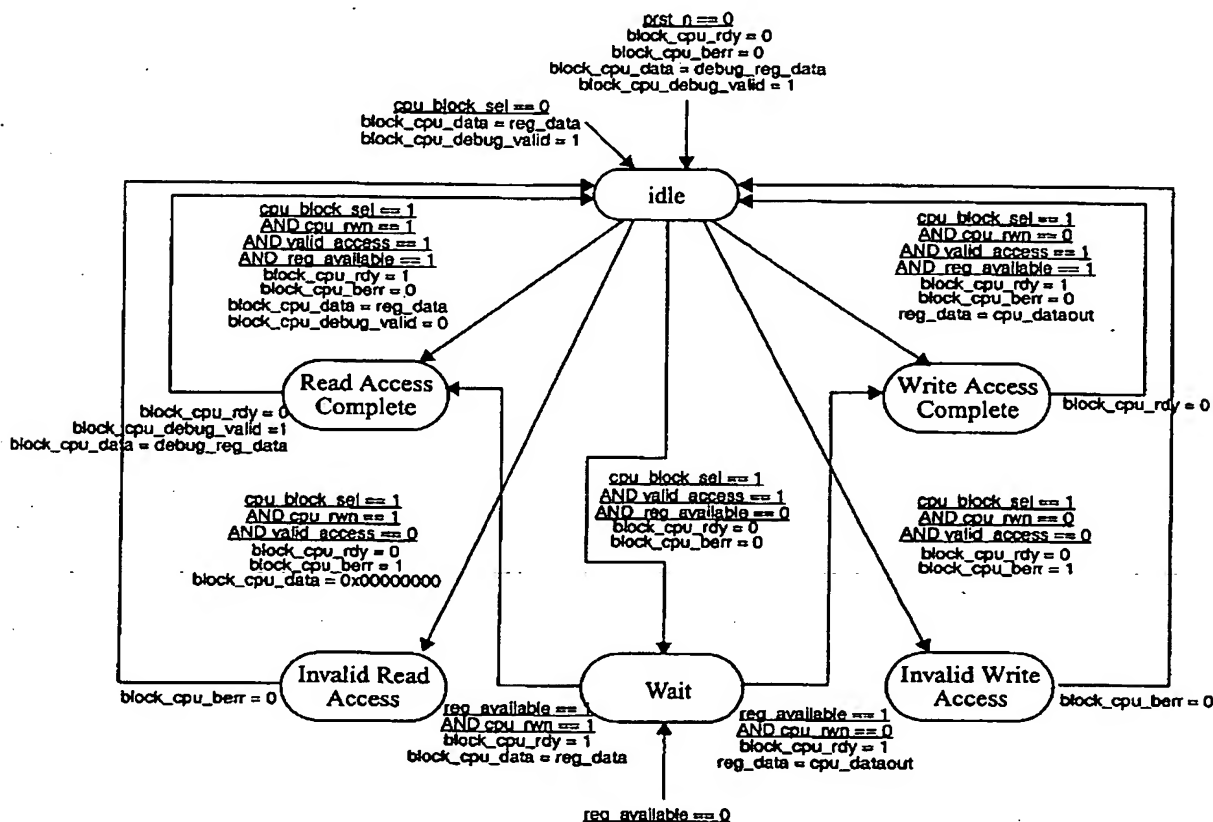 prst_n == 0
block_cpu_rdy = 0
block_cpu_berr = 0
block_cpu_data = debug_reg_data
block_cpu_debug_valid = 1
cpu_block_sel == 0
block_cpu_data = reg_data
block_cpu_debug_valid = 1
idle
cpu_block_sel == 1
AND cpu_rwn == 1
AND valid_access == 1
AND reg_available == 1
block_cpu_rdy = 1
block_cpu_berr = 0
block_cpu_data = reg_data
block_cpu_debug_valid = 0
cpu_block_sel == 1
AND cpu_rwn == 0
AND valid_access == 1
AND reg_available == 1
block_cpu_rdy = 1
block_cpu_berr = 0
reg_data = cpu_dataout
Read Access
Complete
Write Access
Complete
block_cpu_rdy = 0
block_cpu_debug_valid =1
block_cpu_data = debug_reg_data
block_cpu_rdy = 0
cpu_block_sel == 1
AND cpu_rwn == 1
AND valid_access == 0
block_cpu_rdy = 0
block_cpu_berr = 1
block_cpu_data = 0x00000000
cpu_block_sel == 1
AND valid_access == 1
AND reg_available == 0
block_cpu_rdy = 0
block_cpu_berr = 0
cpu_block_sel == 1
AND cpu_rwn == 0
AND valid_access == 0
block_cpu_rdy = 0
block_cpu_berr = 1
Invalid Read
Access
Wait
Invalid Write
Access
block_cpu_berr = 0
block_cpu_berr = 0
reg_available == 1
AND cpu_rwn == 1
block_cpu_rdy = 1
block_cpu_data = reg_data
reg_available == 1
AND cpu_rwn == 0
block_cpu_rdy = 1
reg_data = cpu_dataout
reg_available == 0